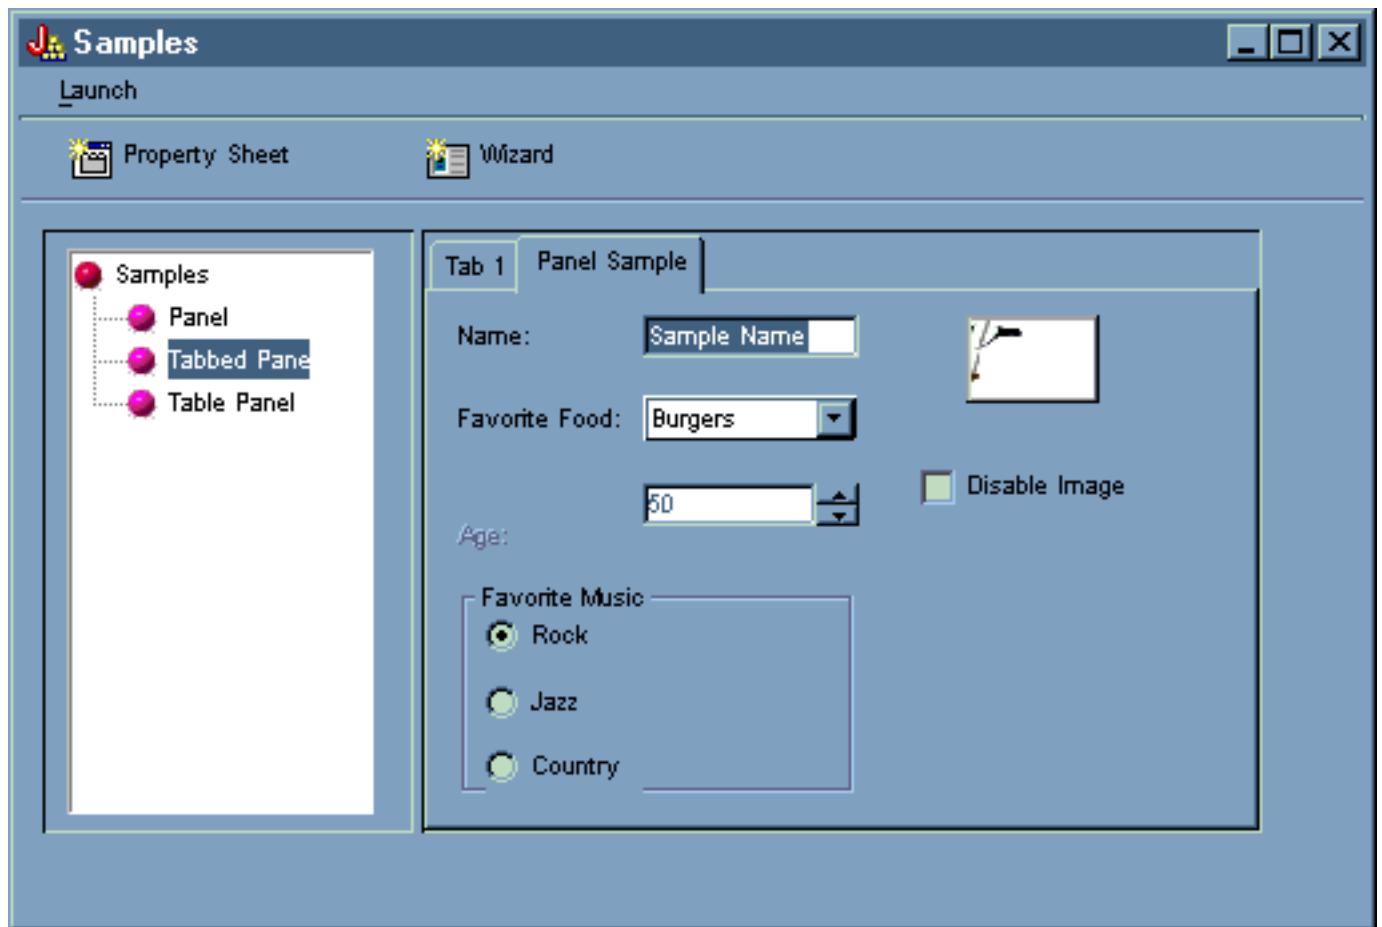 Samples
Launch
Property Sheet
Wizard
Samples
Panel
Tabbed Pane
Table Panel
Tab 1
Panel Sample
Name:
Sample Name
Favorite Food:
Burgers
50
Disable Image
Age:
Favorite Music
Rock
Jazz
Country